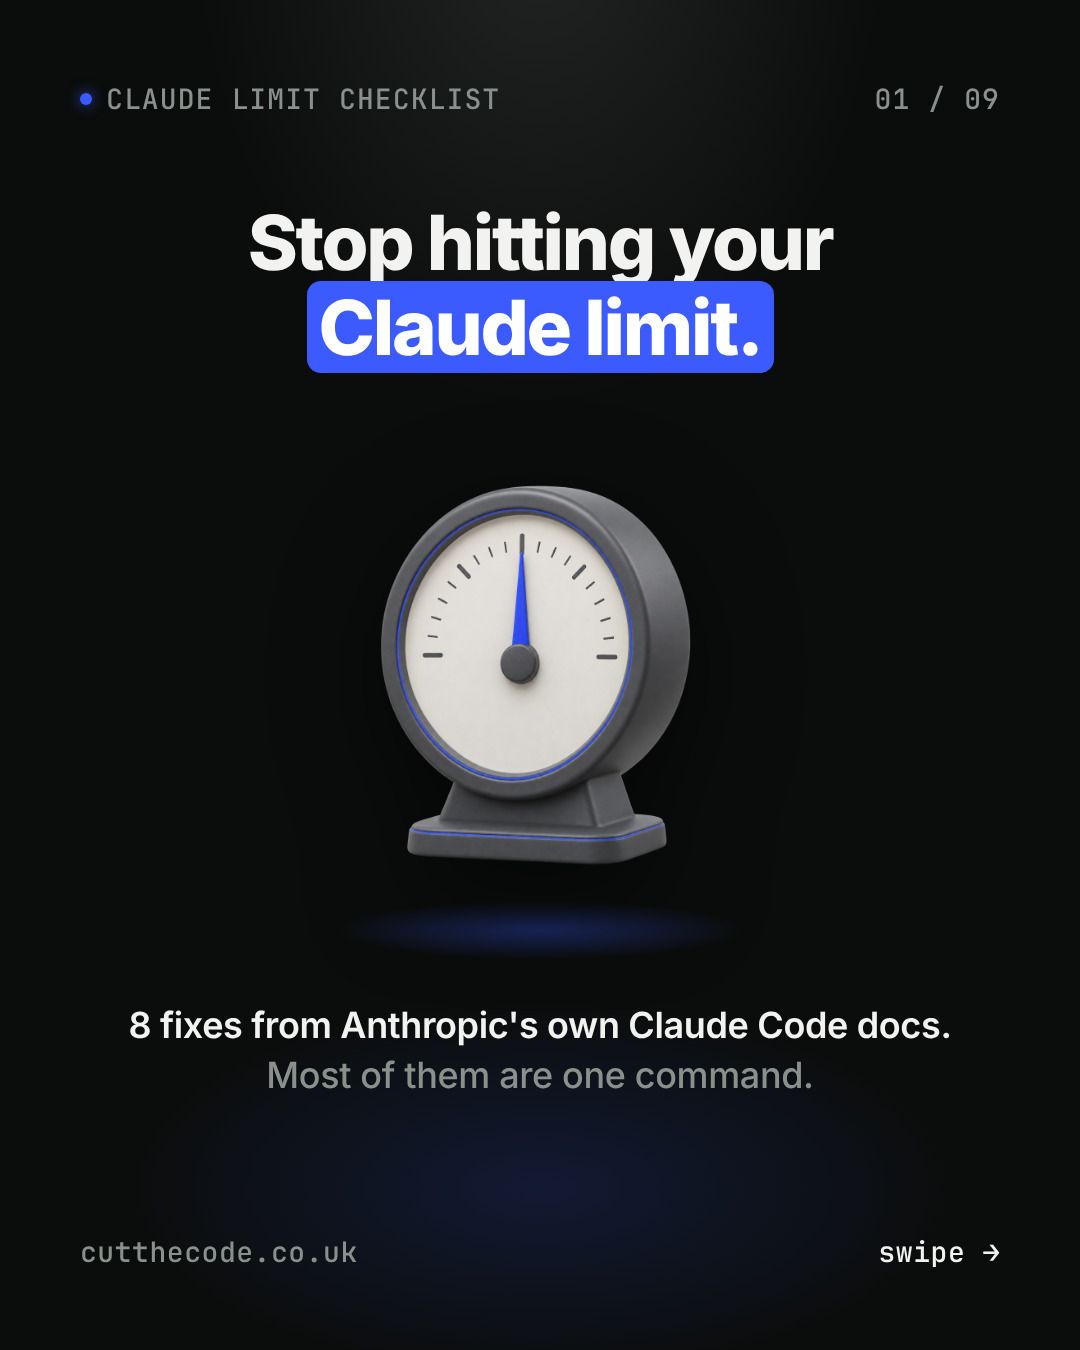 CLAUDE LIMIT CHECKLIST
01 / 09
Stop hitting your
Claude limit.
8 fixes from Anthropic's own Claude Code docs.
Most of them are one command.
cutthecode.co.uk
swipe →